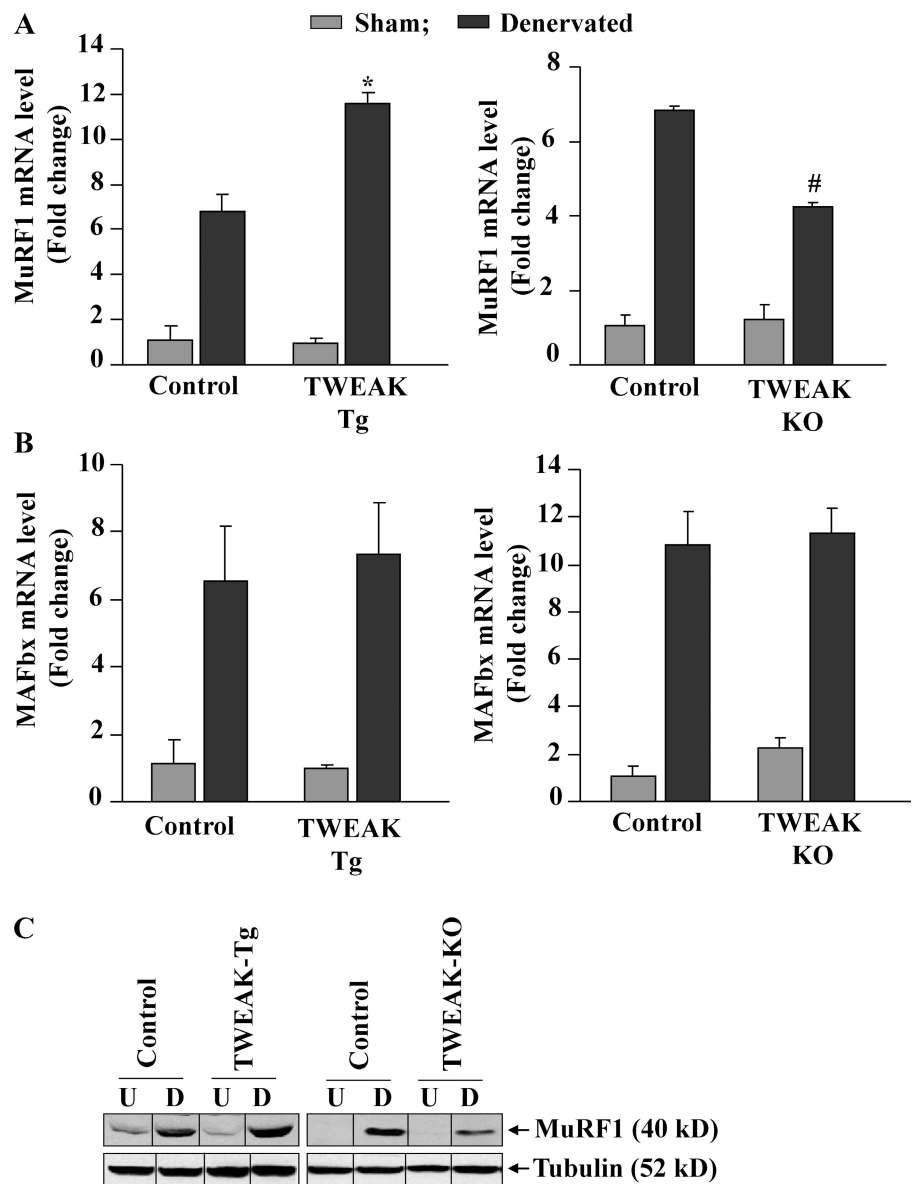 A
Sham; Denervated
MuRF1 mRNA level
(Fold change)
14
12
10
8
6
4
2
0
*
Control
TWEAK
Tg
MuRF1 mRNA level
(Fold change)
8
6
4
2
0
#
Control
TWEAK
KO
B
MAFbx mRNA level
(Fold change)
10
8
6
4
2
0
Control
TWEAK
Tg
MAFbx mRNA level
(Fold change)
14
12
10
8
6
4
2
0
Control
TWEAK
KO
C
Control
TWEAK-Tg
Control
TWEAK-KO
U D U D U D U D
MuRF1 (40 kD)
Tubulin (52 kD)